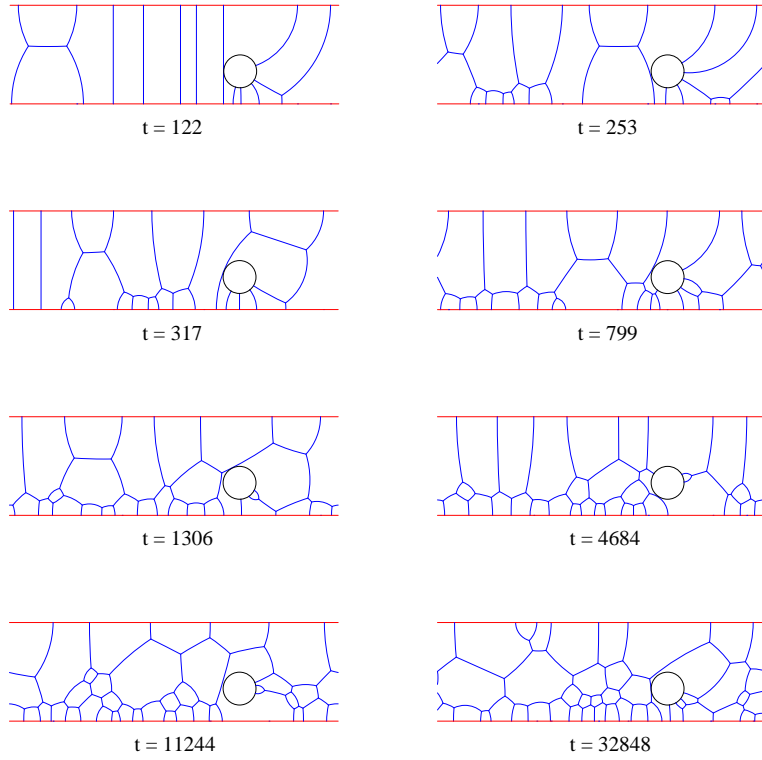 t = 122
t = 253
t = 317
t = 799
t = 1306
t = 4684
t = 11244
t = 32848